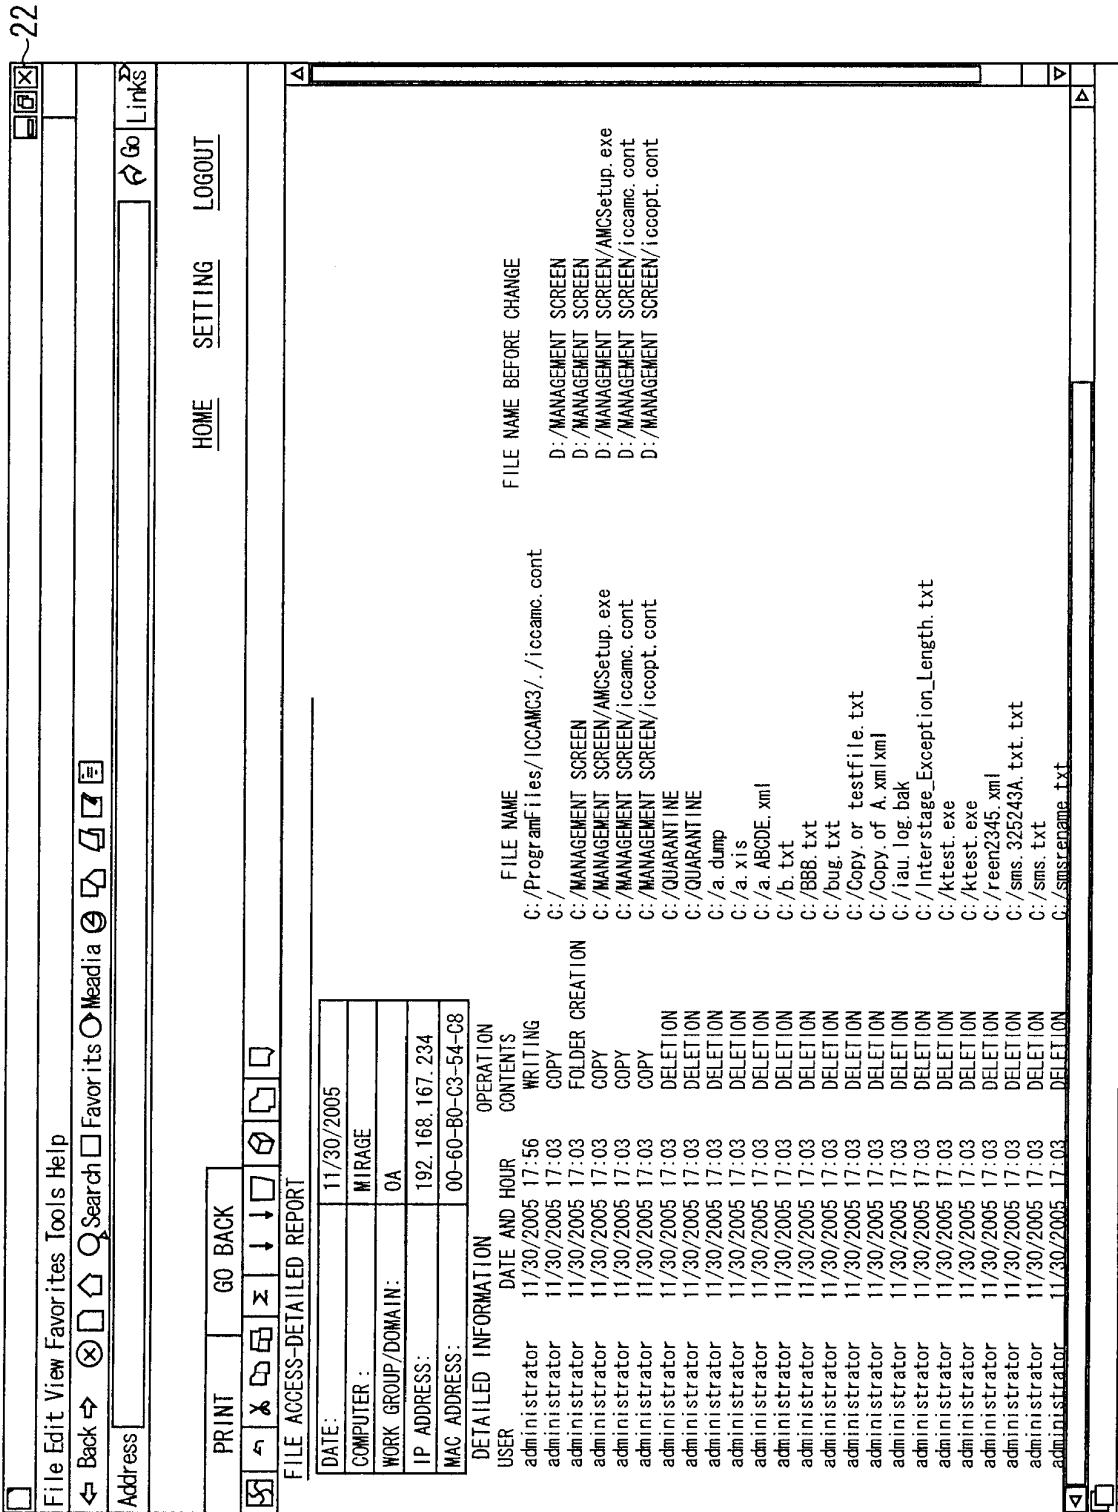 22
File Edit View Favorites Tools Help
Back Search Favorits Meadia
Address Go Links
HOME SETTING LOGOUT
PRINT GO BACK
FILE ACCESS-DETAILED REPORT
DATE: 11/30/2005
COMPUTER: MIRAGE
WORK GROUP/DOMAIN: OA
IP ADDRESS: 192.168.167.234
MAC ADDRESS: 00-60-B0-C3-54-C8
DETAILED INFORMATION
USER DATE AND HOUR OPERATION CONTENTS FILE NAME FILE NAME BEFORE CHANGE
administrator 11/30/2005 17:56 WRITING C:/ProgramFiles/ICCAMC3/./iccamc.cont
administrator 11/30/2005 17:03 COPY C:/ D:/MANAGEMENT SCREEN
administrator 11/30/2005 17:03 FOLDER CREATION C:/MANAGEMENT SCREEN D:/MANAGEMENT SCREEN
administrator 11/30/2005 17:03 COPY C:/MANAGEMENT SCREEN/AMCSetup.exe D:/MANAGEMENT SCREEN/AMCSetup.exe
administrator 11/30/2005 17:03 COPY C:/MANAGEMENT SCREEN/iccamc.cont D:/MANAGEMENT SCREEN/iccamc.cont
administrator 11/30/2005 17:03 COPY C:/MANAGEMENT SCREEN/iccopt.cont D:/MANAGEMENT SCREEN/iccopt.cont
administrator 11/30/2005 17:03 DELETION C:/QUARANTINE
administrator 11/30/2005 17:03 DELETION C:/QUARANTINE
administrator 11/30/2005 17:03 DELETION C:/a.dump
administrator 11/30/2005 17:03 DELETION C:/a.xis
administrator 11/30/2005 17:03 DELETION C:/a.ABCDE.xml
administrator 11/30/2005 17:03 DELETION C:/b.txt
administrator 11/30/2005 17:03 DELETION C:/BBB.txt
administrator 11/30/2005 17:03 DELETION C:/bug.txt
administrator 11/30/2005 17:03 DELETION C:/Copy.or testfile.txt
administrator 11/30/2005 17:03 DELETION C:/Copy.of A.xmlxml
administrator 11/30/2005 17:03 DELETION C:/iau.log.bak
administrator 11/30/2005 17:03 DELETION C:/Interstage_Exception_Length.txt
administrator 11/30/2005 17:03 DELETION C:/ktest.exe
administrator 11/30/2005 17:03 DELETION C:/ktest.exe
administrator 11/30/2005 17:03 DELETION C:/reen2345.xml
administrator 11/30/2005 17:03 DELETION C:/sms.325243A.txt.txt
administrator 11/30/2005 17:03 DELETION C:/sms.txt
administrator 11/30/2005 17:03 DELETION C:/smsrename.txt